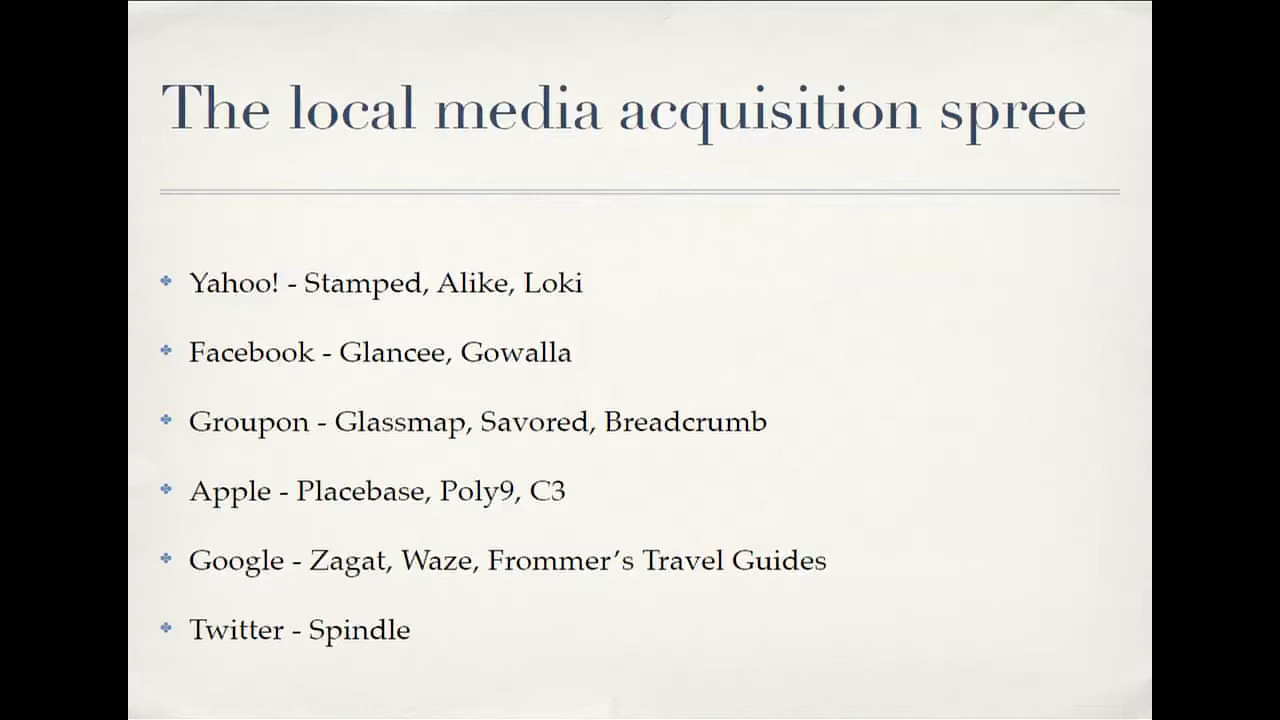 The local media acquisition spree
Yahoo! - Stamped, Alike, Loki
Facebook - Glancee, Gowalla
Groupon - Glassmap, Savored, Breadcrumb
Apple - Placebase, Poly9, C3
Google - Zagat, Waze, Frommer’s Travel Guides
Twitter - Spindle